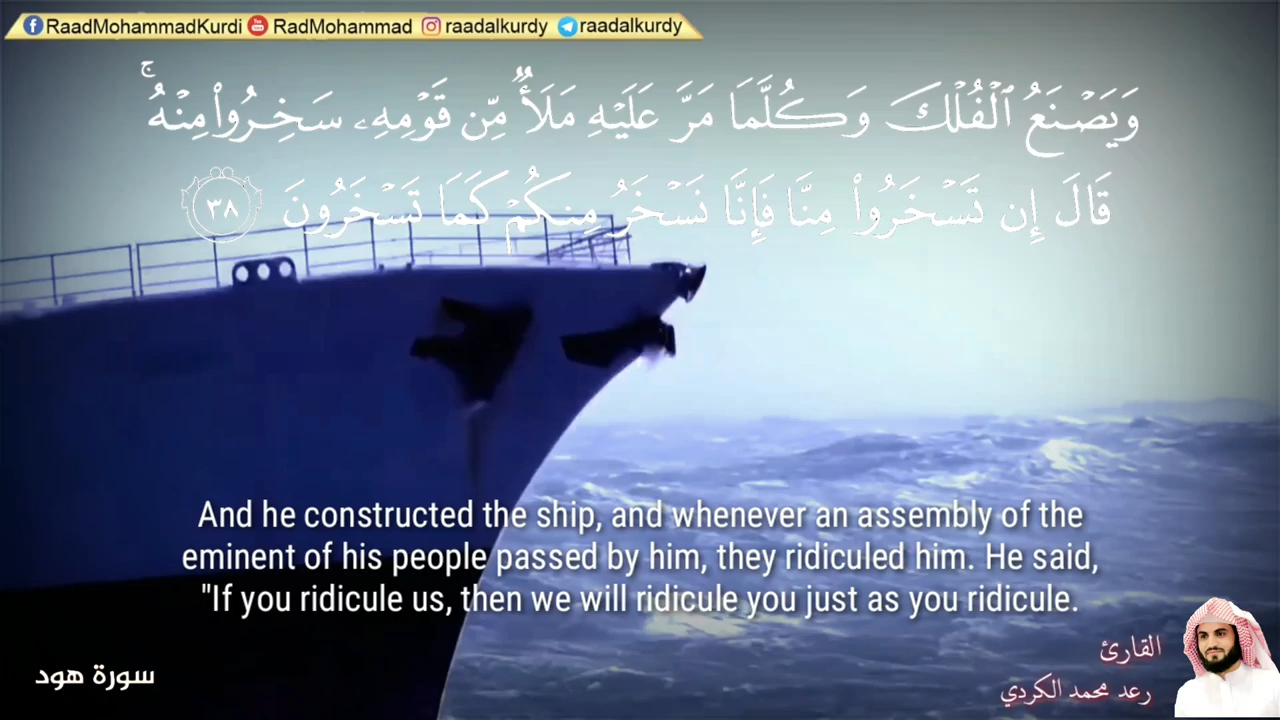 RaadMohammadKurdi RadMohammad raadalkurdy raadalkurdy
وَيَصْنَعُ ٱلْفُلْكَ وَكُلَّمَا مَرَّ عَلَيْهِ مَلَأٌ مِّن قَوْمِهِۦ سَخِرُوا۟ مِنْهُ ۚ
قَالَ إِن تَسْخَرُوا۟ مِنَّا فَإِنَّا نَسْخَرُ مِنكُمْ كَمَا تَسْخَرُونَ ٣٨
And he constructed the ship, and whenever an assembly of the
eminent of his people passed by him, they ridiculed him. He said,
"If you ridicule us, then we will ridicule you just as you ridicule.
القارئ
رعد محمد الكردي
سورة هود